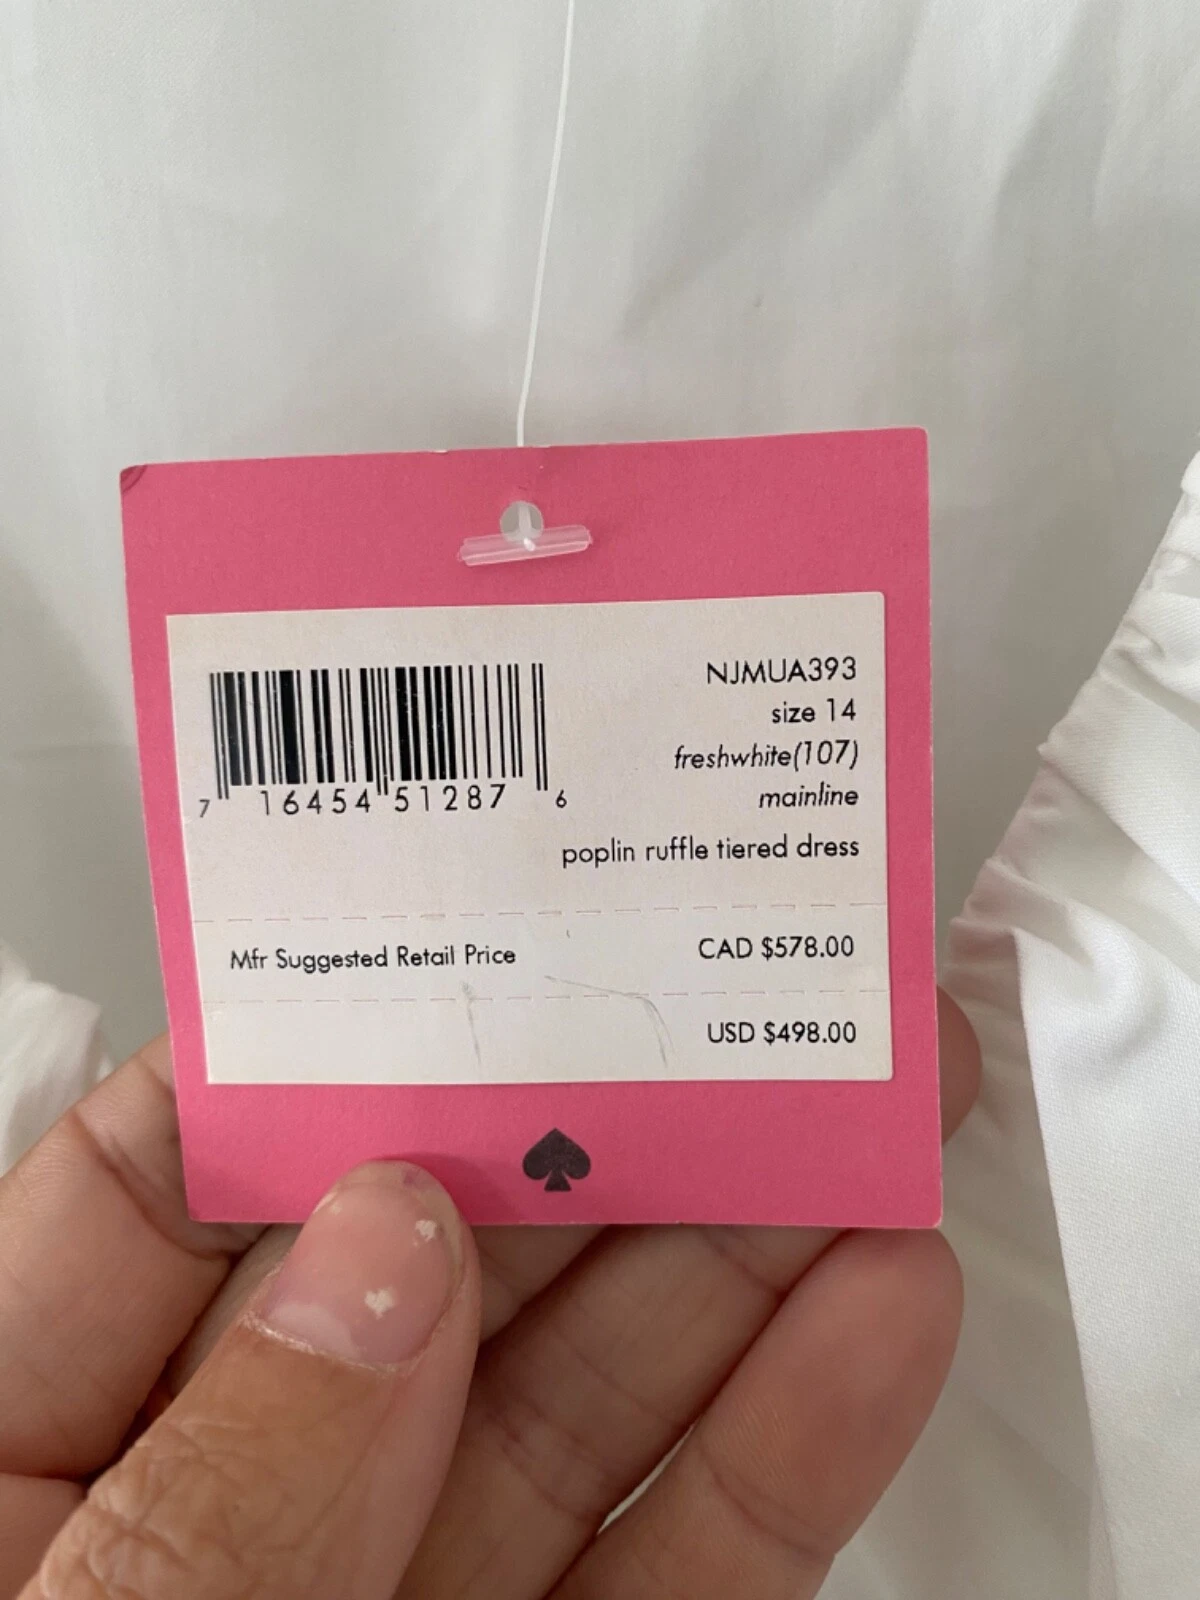 NJMUA393
size 14
freshwhite(107)
mainline
7 16454 51287 6
poplin ruffle tiered dress
Mfr Suggested Retail Price CAD $578.00
USD $498.00